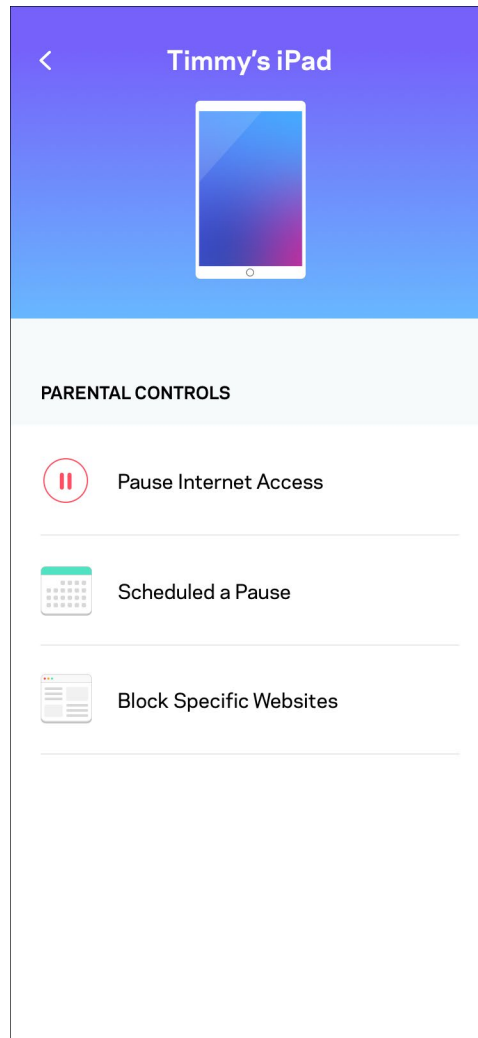 Timmy's iPad
PARENTAL CONTROLS
Pause Internet Access
Scheduled a Pause
Block Specific Websites